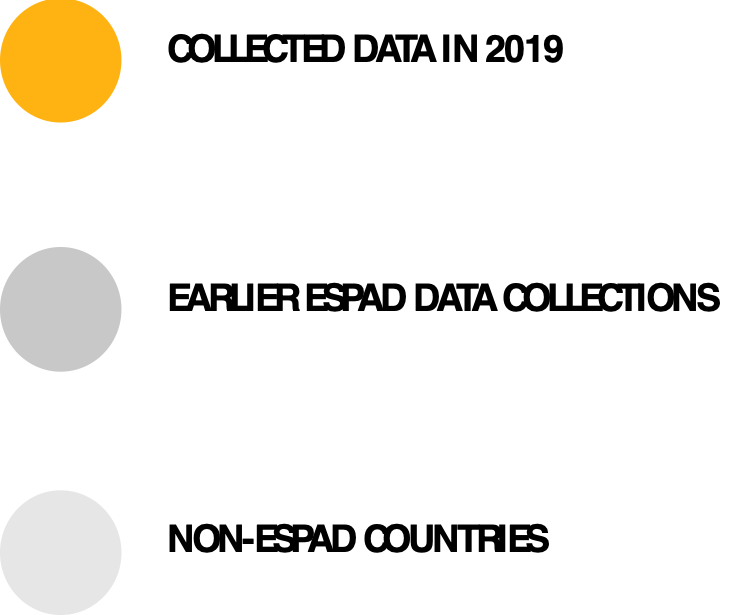 COLLECTED DATA IN 2019
EARLIER ESPAD DATA COLLECTIONS
NON-ESPAD COUNTRIES